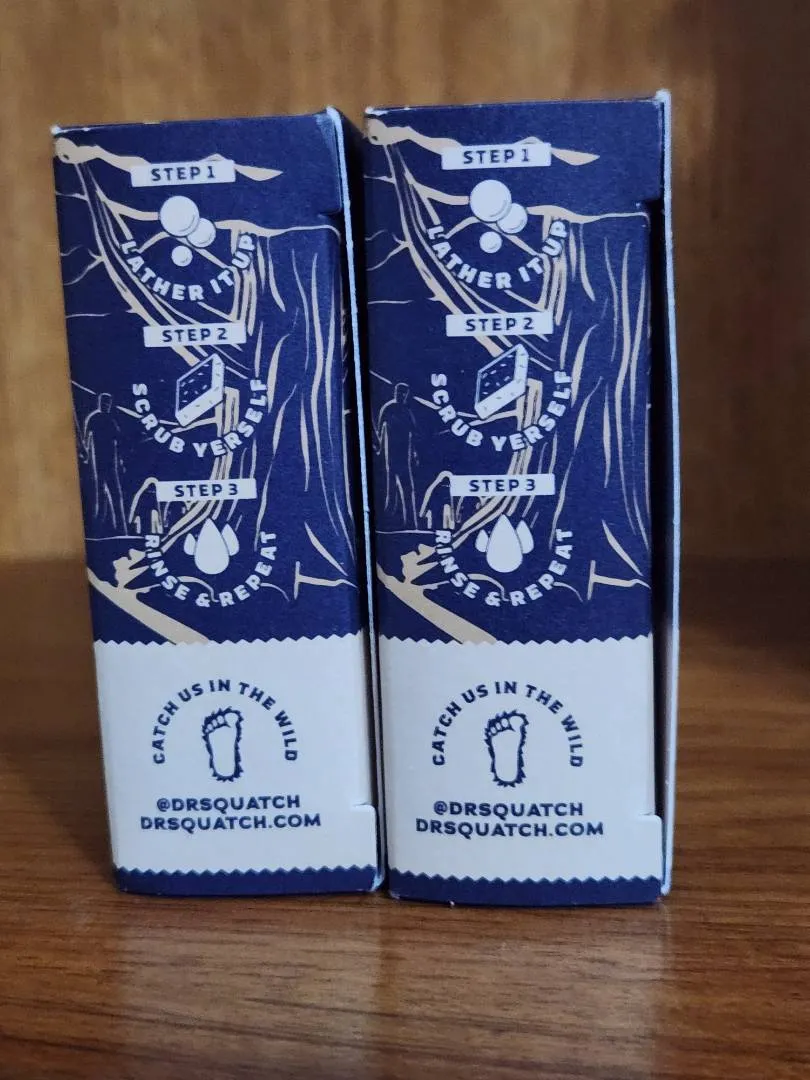 STEP 1
LATHER IT UP
STEP 2
SCRUB YERSELF
STEP 3
RINSE & REPEAT
CATCH US IN THE WILD
@DRSQUATCH
DRSQUATCH.COM
STEP 1
LATHER IT UP
STEP 2
SCRUB YERSELF
STEP 3
RINSE & REPEAT
CATCH US IN THE WILD
@DRSQUATCH
DRSQUATCH.COM